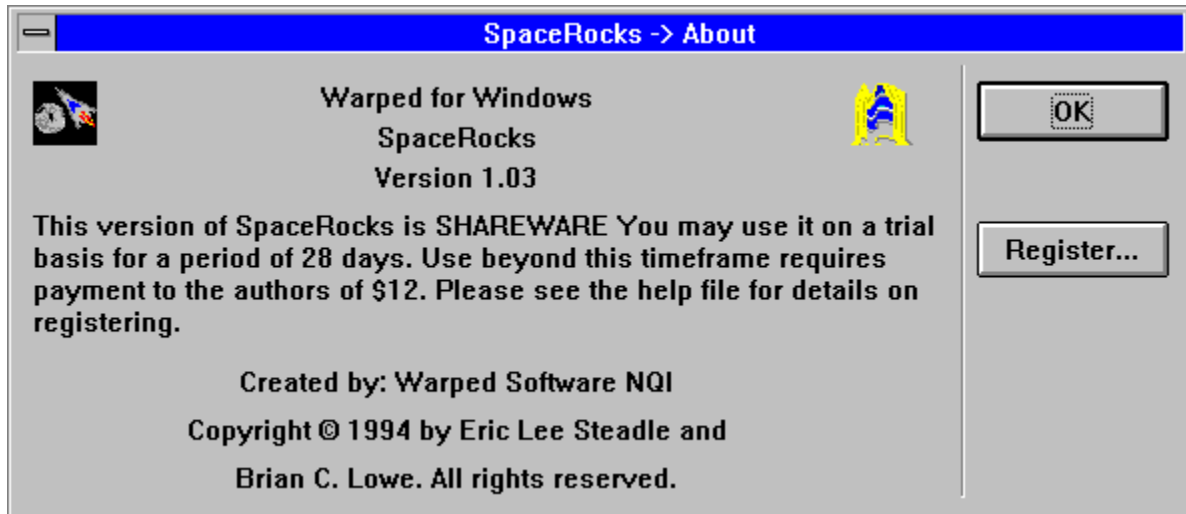 SpaceRocks -> About
Warped for Windows
SpaceRocks
Version 1.03
OK
This version of SpaceRocks is SHAREWARE You may use it on a trial
basis for a period of 28 days. Use beyond this timeframe requires
payment to the authors of $12. Please see the help file for details on
registering.
Register...
Created by: Warped Software NQI
Copyright © 1994 by Eric Lee Steadle and
Brian C. Lowe. All rights reserved.